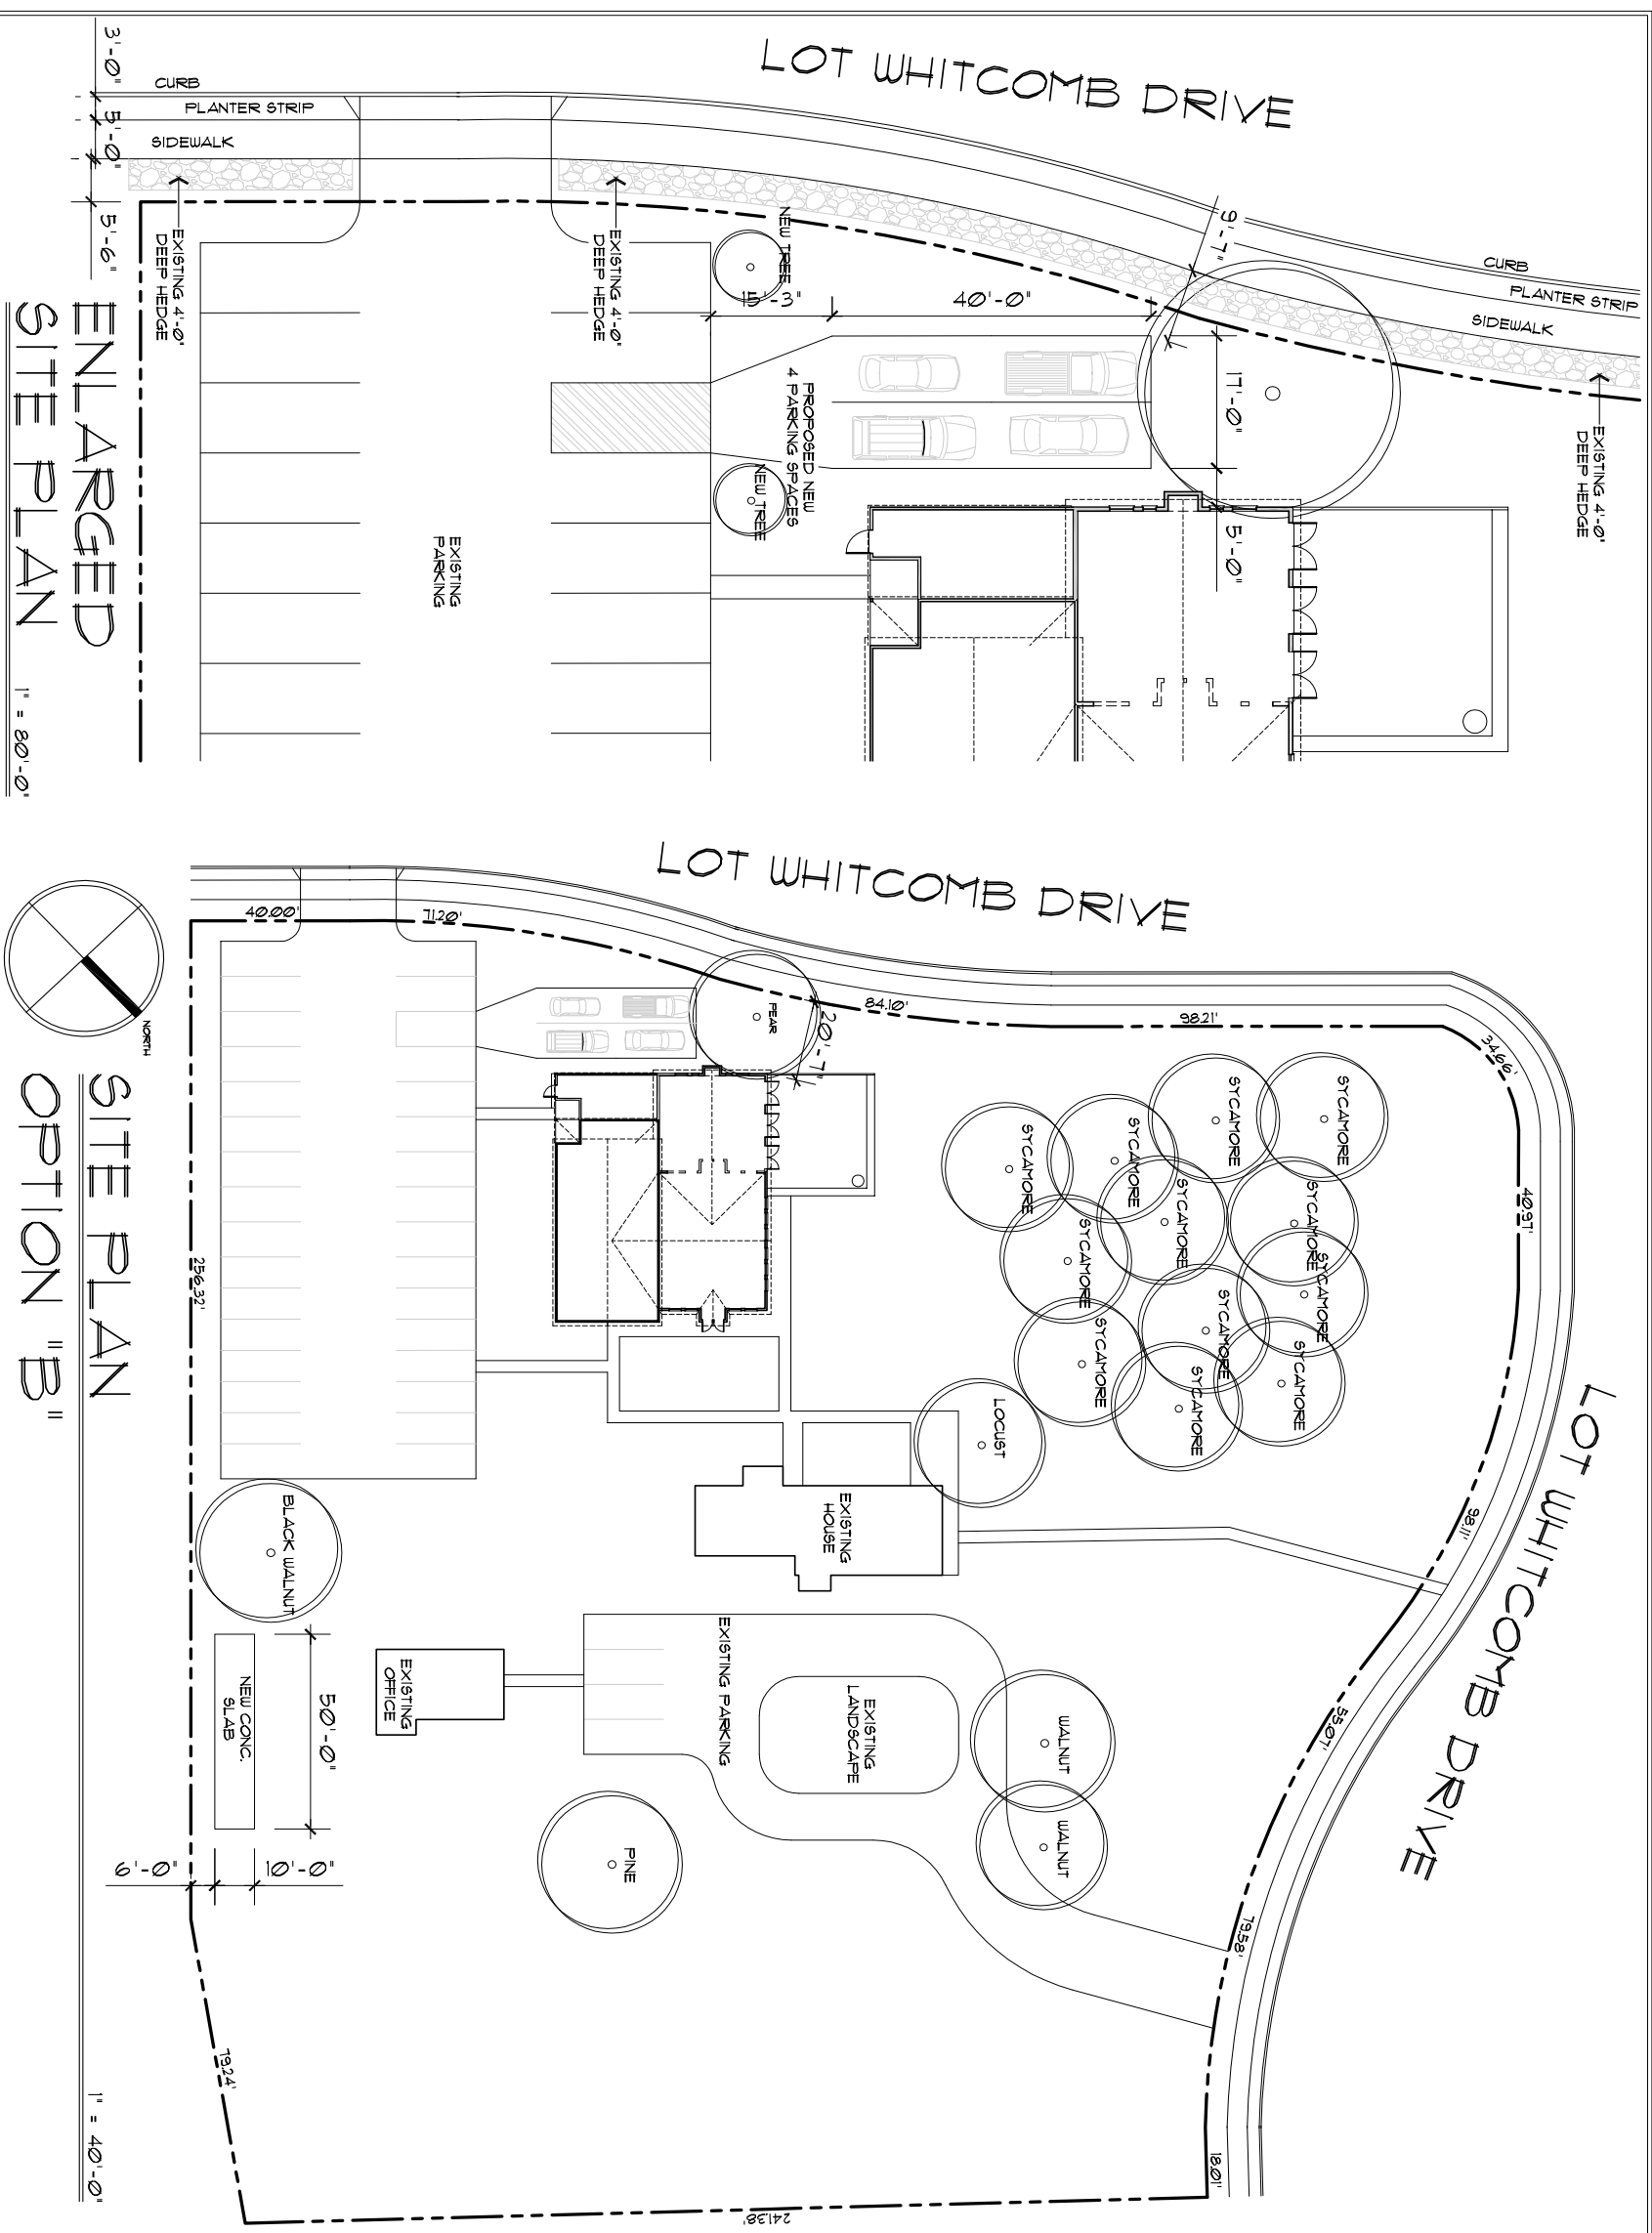 LOT WHITCOMB DRIVE
3'-0"
5'-0"
5'-6"
CURB
PLANTER STRIP
SIDEWALK
EXISTING 4'-0"
DEEP HEDGE
EXISTING 4'-0"
DEEP HEDGE
NEW TREE
15'-3"
40'-0"
9'-7"
17'-0"
5'-0"
CURB
PLANTER STRIP
SIDEWALK
EXISTING 4'-0"
DEEP HEDGE
PROPOSED NEW
4 PARKING SPACES
NEW TREE
EXISTING
PARKING
ENLARGED
SITE PLAN
1" = 80'-0"
LOT WHITCOMB DRIVE
40.00'
71.20'
84.10'
98.21'
34.66'
40.97'
98.11'
55.07'
79.58'
18.01'
241.38'
79.24'
256.32'
PEAR
20'-7"
SYCAMORE
SYCAMORE
SYCAMORE
SYCAMORE
SYCAMORE
SYCAMORE
SYCAMORE
SYCAMORE
SYCAMORE
SYCAMORE
SYCAMORE
SYCAMORE
LOCUST
LOT WHITCOMB DRIVE
EXISTING
HOUSE
BLACK WALNUT
NEW CONC.
SLAB
50'-0"
6'-0"
10'-0"
EXISTING
OFFICE
EXISTING PARKING
EXISTING
LANDSCAPE
WALNUT
WALNUT
PINE
NORTH
SITE PLAN
OPTION "B"
1" = 40'-0"